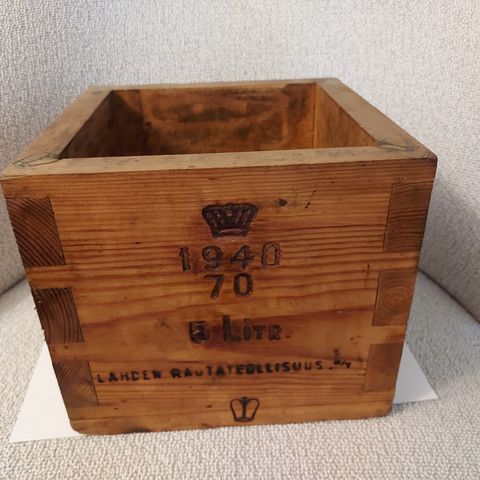 1940
70
5 LITR.
LAHDEN RAUTATEOLLISUUS